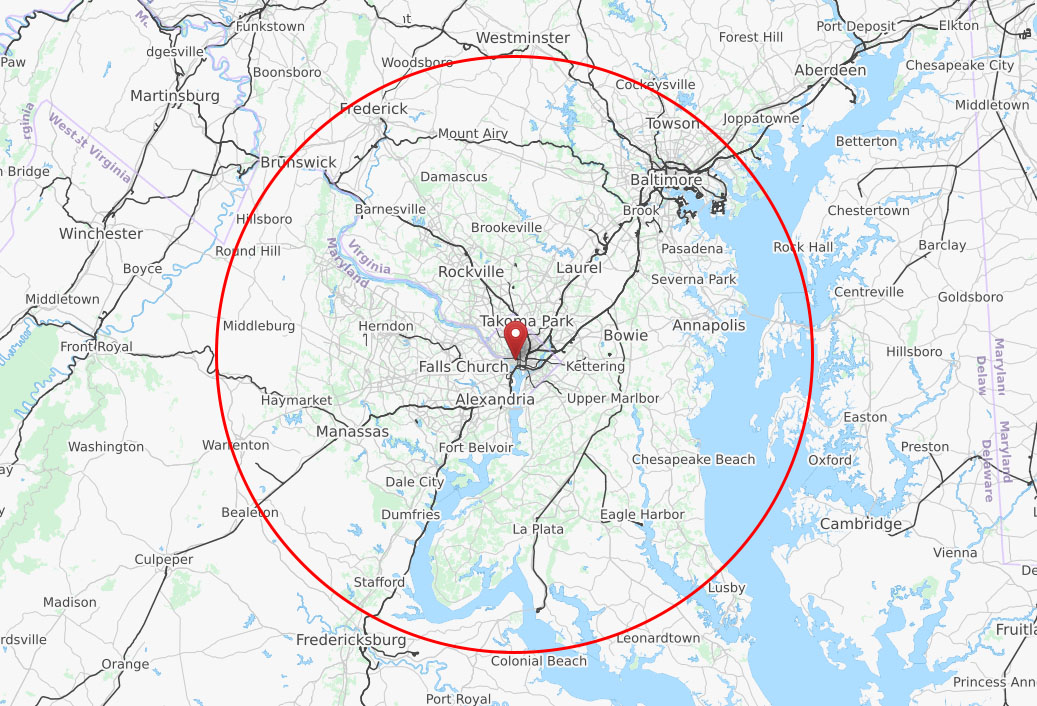 Funkstown
nt
Port Deposit
Elkton
Forest Hill
Westminster
dgesville
Paw
Woodsboro
Chesapeake City
Boonsboro
Aberdeen
Cockeysville
Martinsburg
Frederick
Middletown
Joppatowne
Towson
Mount Airy
Betterton
Virginia
West Virginia
Brunswick
n Bridge
Damascus
Baltimore
Barnesville
Brook
Chestertown
Hillsboro
Brookeville
Winchester
Rock Hall
Barclay
Round Hill
Pasadena
Virginia
Maryland
Boyce
Rockville
Laurel
Severna Park
Centreville
Goldsboro
Middletown
Takoma Park
Middleburg
Herndon
Annapolis
Bowie
Front Royal
Hillsboro
Falls Church
Kettering
Marylan
Delaw
Haymarket
Alexandria
Upper Marlbor
Easton
Manassas
Washington
Warrenton
Fort Belvoir
Preston
Maryland
Delaware
Chesapeake Beach
Oxford
ay
Dale City
Bealeton
Dumfries
Eagle Harbor
La Plata
Cambridge
Vienna
Culpeper
De
Stafford
Lusby
Madison
Fruitla
rdsville
Fredericksburg
Leonardtown
Orange
Colonial Beach
Princess Ann
Port Royal